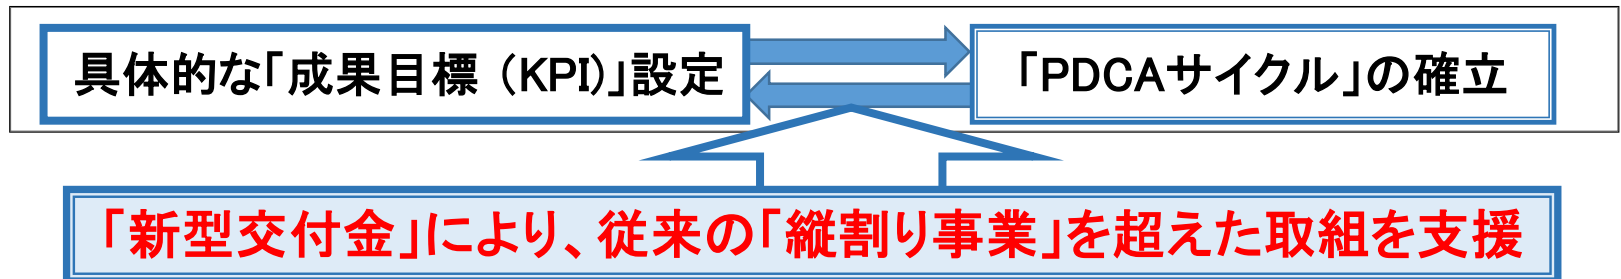 具体的な「成果目標（KPI)」設定
「PDCAサイクル」の確立
「新型交付金」により、従来の「縦割り事業」を超えた取組を支援